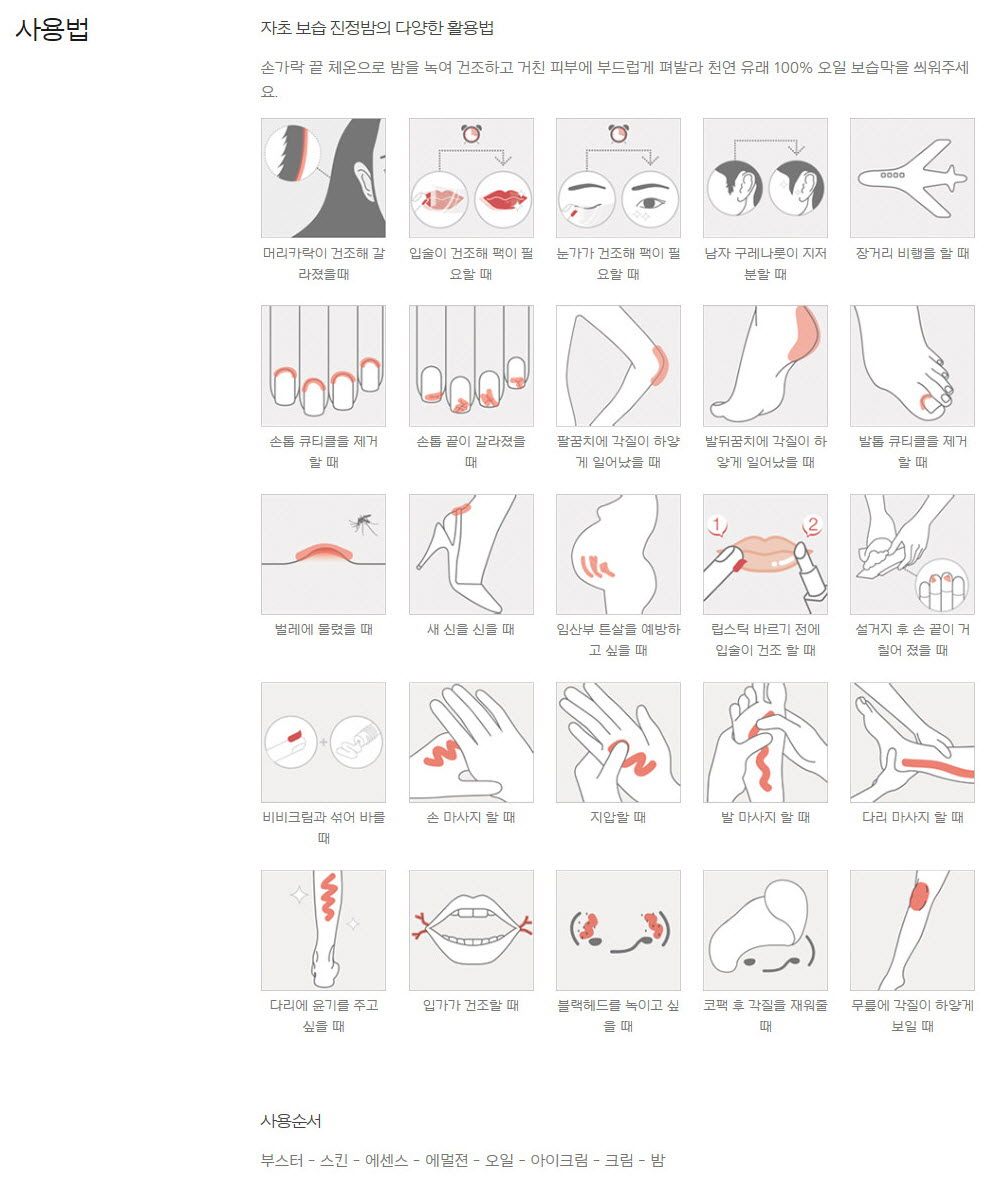 사용법
자초 보습 진정밤의 다양한 활용법
손가락 끝 체온으로 밤을 녹여 건조하고 거친 피부에 부드럽게 펴발라 천연 유래 100% 오일 보습막을 씌워주세
요.
머리카락이 건조해 갈
라졌을때
입술이 건조해 팩이 필
요할 때
눈가가 건조해 팩이 필
요할 때
남자 구레나룻이 지저
분할 때
장거리 비행을 할 때
손톱 큐티클을 제거
할 때
손톱 끝이 갈라졌을
때
팔꿈치에 각질이 하얗
게 일어났을 때
발뒤꿈치에 각질이 하
얗게 일어났을 때
발톱 큐티클을 제거
할 때
벌레에 물렸을 때
새 신을 신을 때
임산부 튼살을 예방하
고 싶을 때
1
2
립스틱 바르기 전에
입술이 건조 할 때
설거지 후 손 끝이 거
칠어 졌을 때
비비크림과 섞어 바를
때
손 마사지 할 때
지압할 때
발 마사지 할 때
다리 마사지 할 때
다리에 윤기를 주고
싶을 때
입가가 건조할 때
블랙헤드를 녹이고 싶
을 때
코팩 후 각질을 재워줄
때
무릎에 각질이 하얗게
보일 때
사용순서
부스터 - 스킨 - 에센스 - 에멀젼 - 오일 - 아이크림 - 크림 - 밤